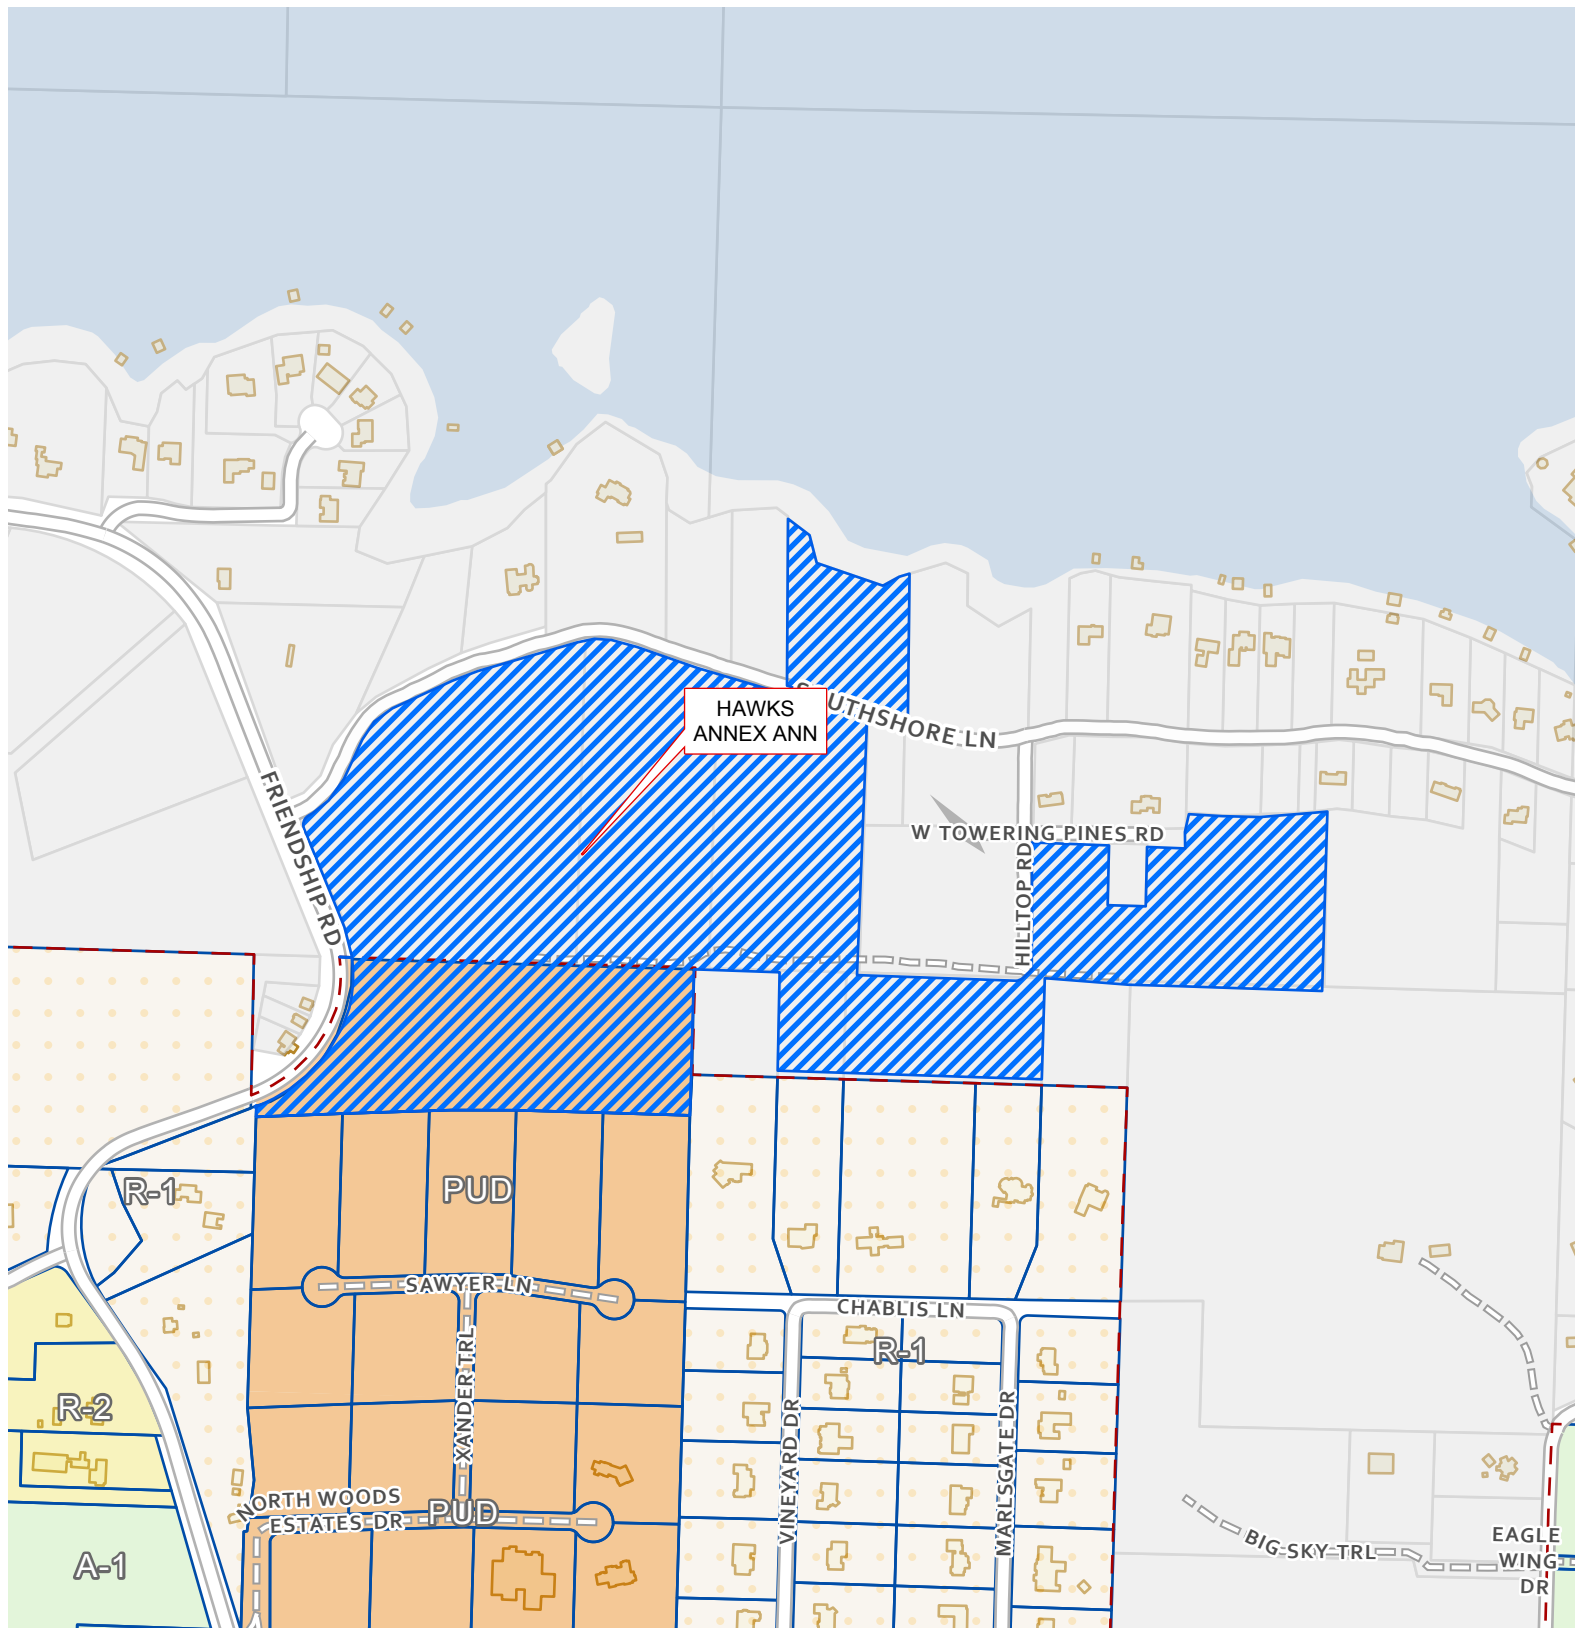 HAWKS
ANNEX ANN
SOUTHSHORE LN
FRIENDSHIP RD
W TOWERING PINES RD
HILLTOP RD
R-1
PUD
SAWYER LN
CHABLIS LN
R-1
XANDER TRL
R-2
VINEYARD DR
MARLSGATE DR
NORTH WOODS
ESTATES DR
PUD
A-1
BIG SKY TRL
EAGLE
WING
DR